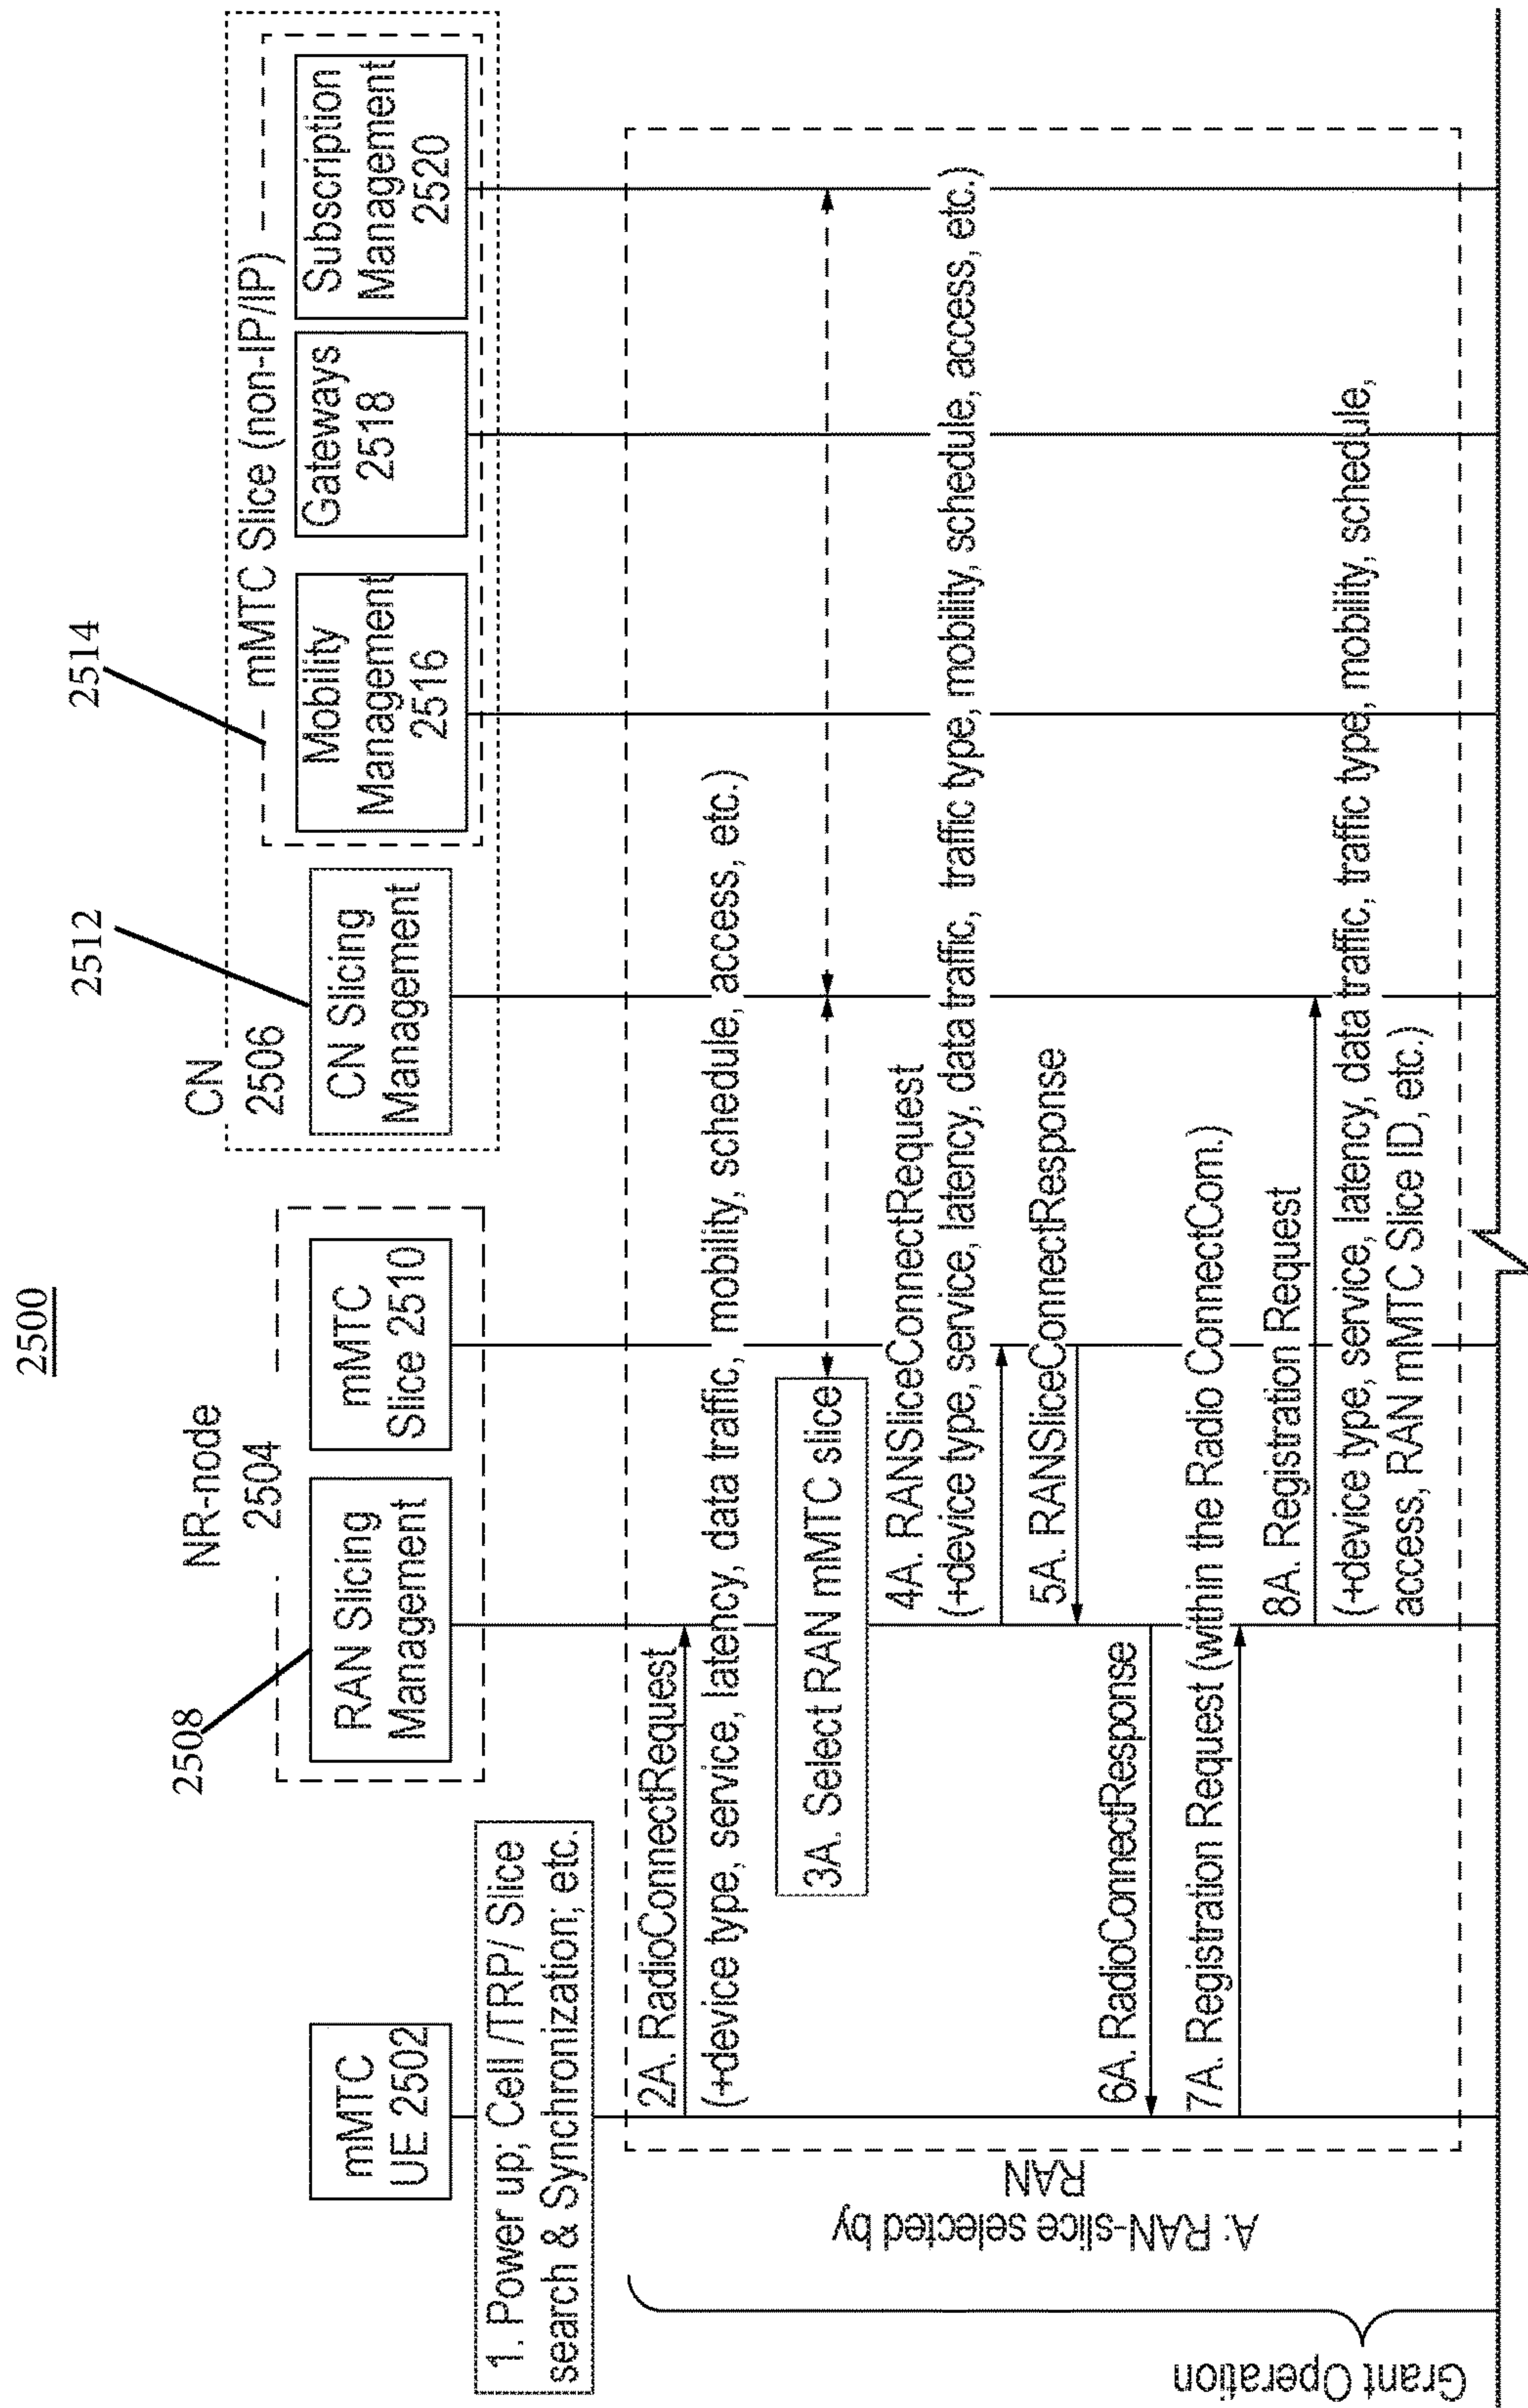 2500
2514
2512
2508
NR-node
2504
CN
2506
mMTC Slice (non-IP/IP)
mMTC
UE 2502
RAN Slicing
Management
mMTC
Slice 2510
CN Slicing
Management
Mobility
Management
2516
Gateways
2518
Subscription
Management
2520
1. Power up; Cell /TRP/ Slice
search & Synchronization; etc.
2A. RadioConnectRequest
(+device type, service, latency, data traffic, mobility, schedule, access, etc.)
3A. Select RAN mMTC slice
4A. RANSliceConnectRequest
(+device type, service, latency, data traffic, traffic type, mobility, schedule, access, etc.)
5A. RANSliceConnectResponse
6A. RadioConnectResponse
7A. Registration Request (within the Radio ConnectCom.)
8A. Registration Request
(+device type, service, latency, data traffic, traffic type, mobility, schedule,
access, RAN mMTC Slice ID, etc.)
A: RAN-slice selected by
RAN
Grant Operation